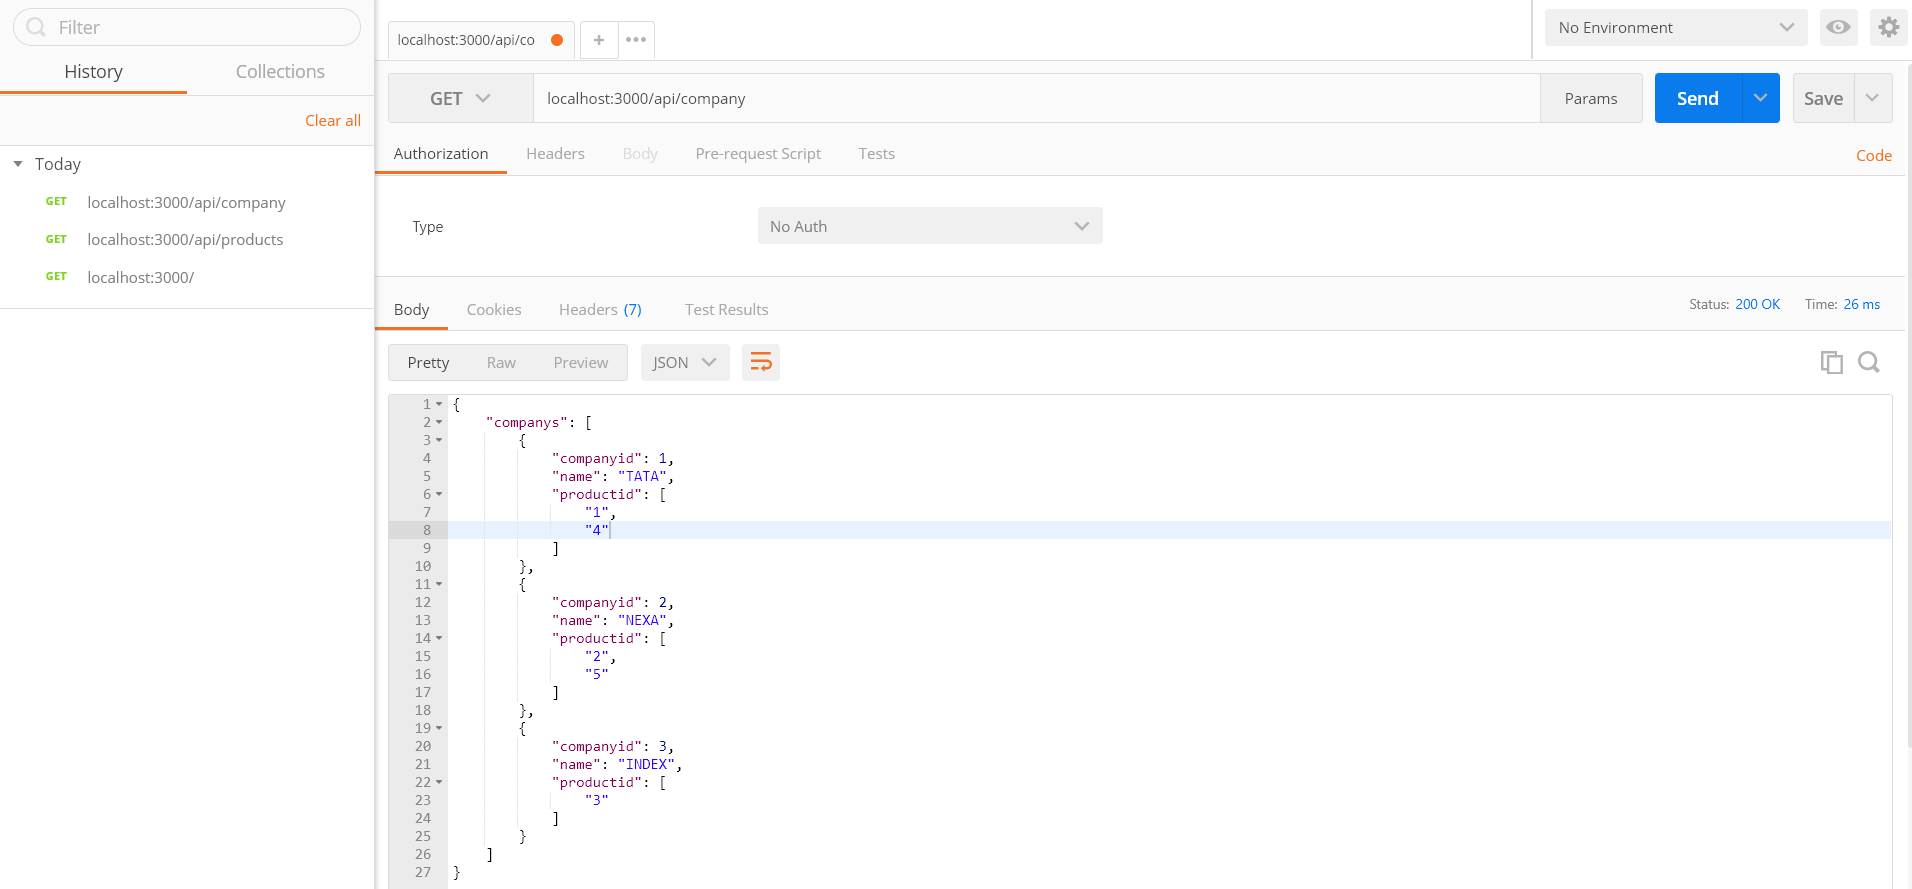 Filter
History Collections
Clear all
Today
GET localhost:3000/api/company
GET localhost:3000/api/products
GET localhost:3000/
localhost:3000/api/co + •••
No Environment
GET localhost:3000/api/company Params Send Save
Authorization Headers Body Pre-request Script Tests Code
Type No Auth
Body Cookies Headers (7) Test Results Status: 200 OK Time: 26 ms
Pretty Raw Preview JSON
1 {
2 "companys": [
3 {
4 "companyid": 1,
5 "name": "TATA",
6 "productid": [
7 "1",
8 "4"
9 ]
10 },
11 {
12 "companyid": 2,
13 "name": "NEXA",
14 "productid": [
15 "2",
16 "5"
17 ]
18 },
19 {
20 "companyid": 3,
21 "name": "INDEX",
22 "productid": [
23 "3"
24 ]
25 }
26 ]
27 }